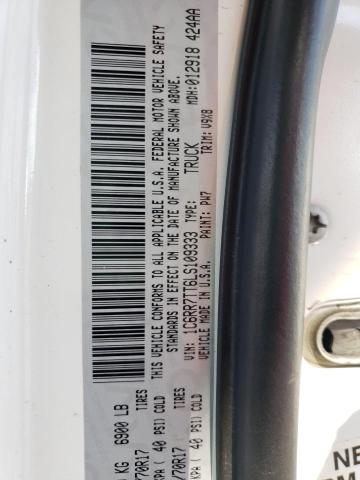 KG 6900 LB
/70R17 TIRES
KPA ( 40 PSI) COLD
THIS VEHICLE CONFORMS TO ALL APPLICABLE U.S.A. FEDERAL MOTOR VEHICLE SAFETY
STANDARDS IN EFFECT ON THE DATE OF MANUFACTURE SHOWN ABOVE.
VIN: 1C6RR7TT6LS109333 TYPE: TRUCK MDH:012918 424AA
VEHICLE MADE IN U.S.A. PAINT: PW7 TRIM: V9X8
/70R17 TIRES
KPA ( 40 PSI) COLD
NE